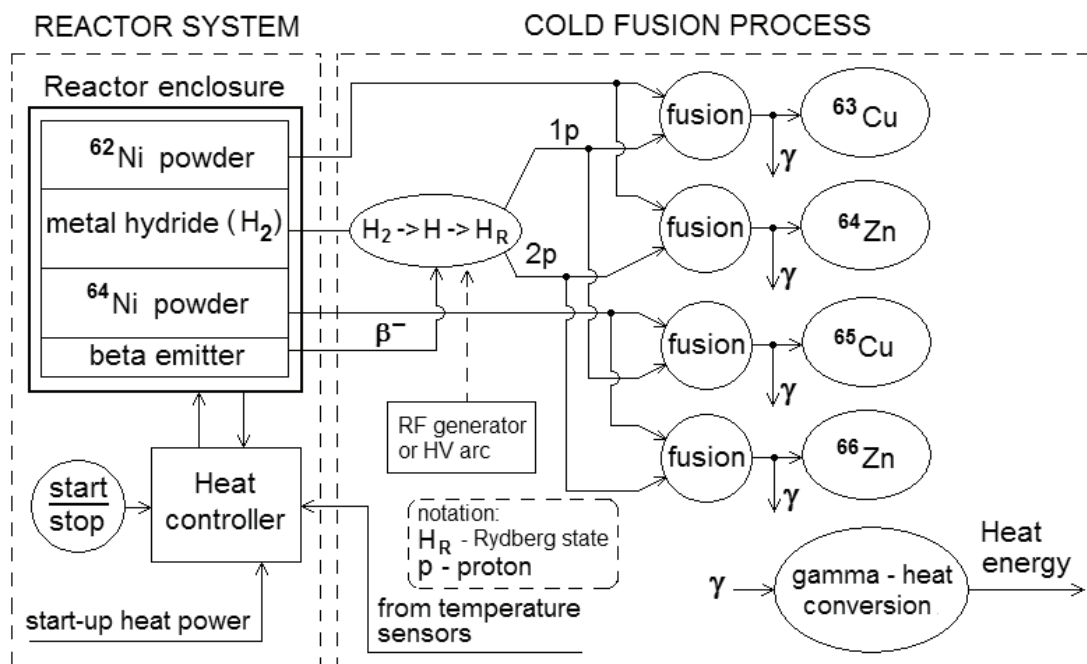 REACTOR SYSTEM
COLD FUSION PROCESS
Reactor enclosure
⁶²Ni powder
metal hydride (H₂)
⁶⁴Ni powder
beta emitter
β⁻
H₂ -> H -> H_R
1p
2p
fusion
⁶³Cu
γ
fusion
⁶⁴Zn
γ
fusion
⁶⁵Cu
γ
fusion
⁶⁶Zn
γ
RF generator
or HV arc
start
stop
Heat
controller
notation:
H_R - Rydberg state
p - proton
start-up heat power
from temperature
sensors
γ
gamma - heat
conversion
Heat
energy